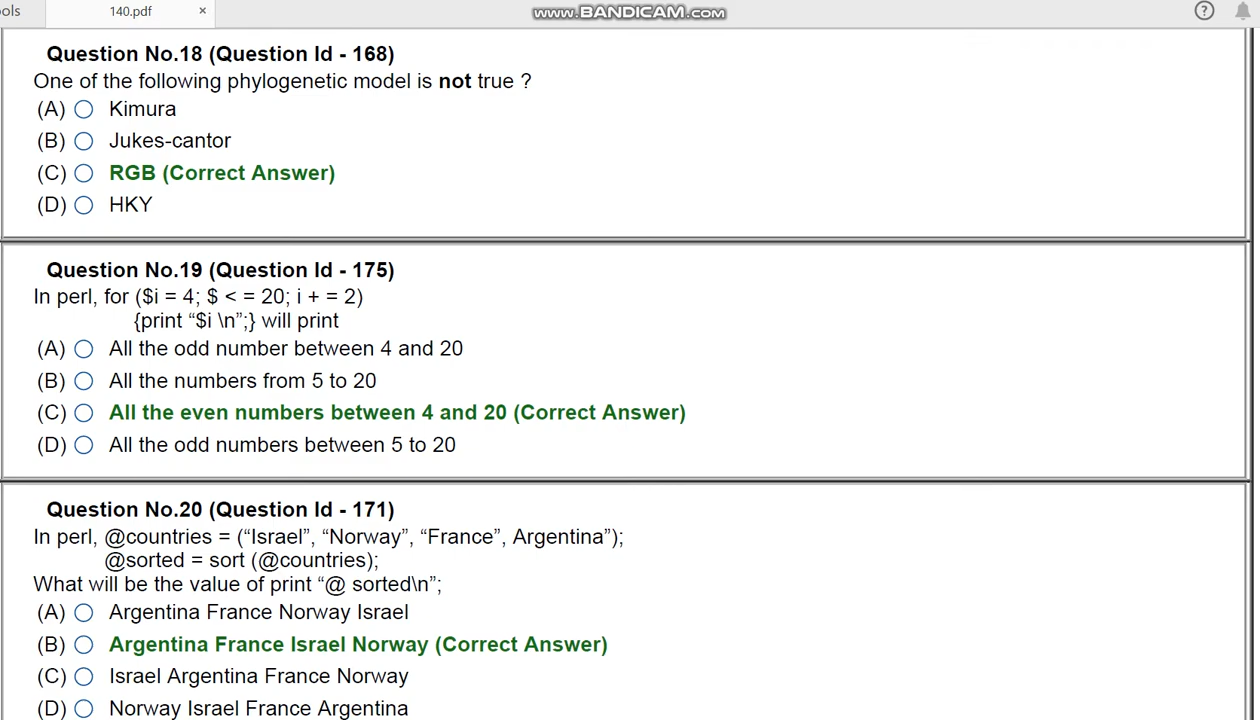 ols
140.pdf ×
www.BANDICAM.com
?
Question No.18 (Question Id - 168)
One of the following phylogenetic model is not true ?
(A) Kimura
(B) Jukes-cantor
(C) RGB (Correct Answer)
(D) HKY
Question No.19 (Question Id - 175)
In perl, for ($i = 4; $ < = 20; i + = 2)
{print “$i \n”;} will print
(A) All the odd number between 4 and 20
(B) All the numbers from 5 to 20
(C) All the even numbers between 4 and 20 (Correct Answer)
(D) All the odd numbers between 5 to 20
Question No.20 (Question Id - 171)
In perl, @countries = (“Israel”, “Norway”, “France”, Argentina”);
@sorted = sort (@countries);
What will be the value of print “@ sorted\n”;
(A) Argentina France Norway Israel
(B) Argentina France Israel Norway (Correct Answer)
(C) Israel Argentina France Norway
(D) Norway Israel France Argentina